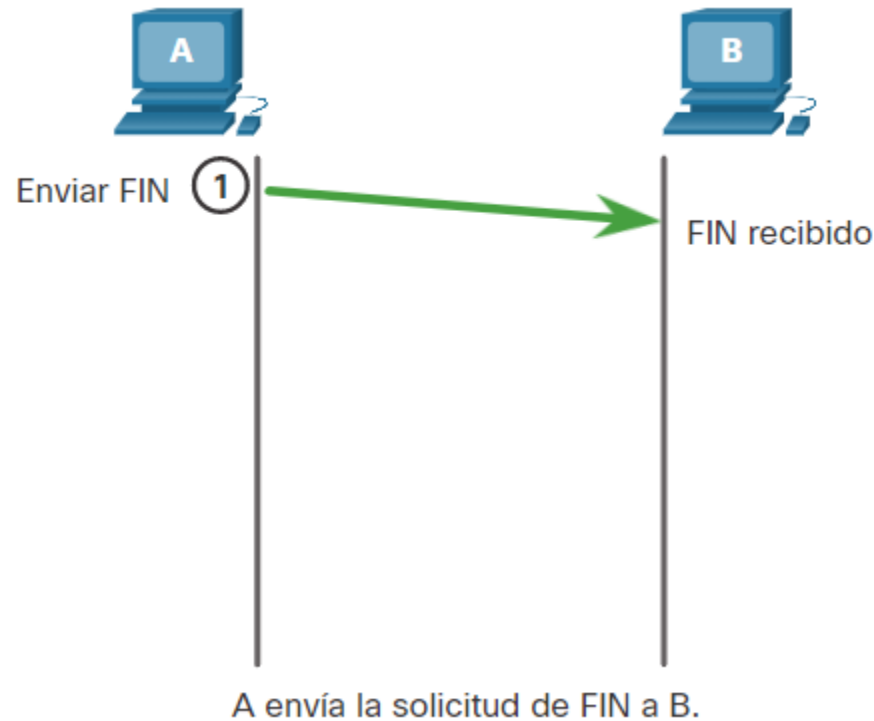 A
B
Enviar FIN
1
FIN recibido
A envía la solicitud de FIN a B.